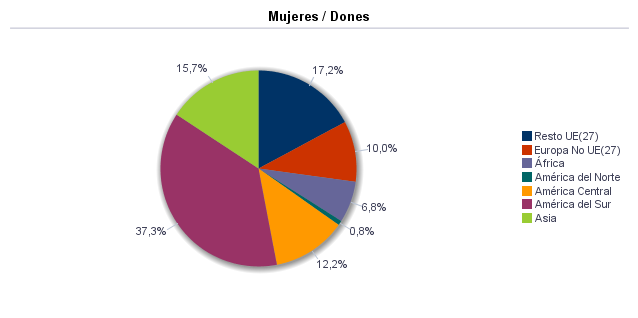 Mujeres / Dones
15,7%
17,2%
10,0%
6,8%
0,8%
12,2%
37,3%
Resto UE(27)
Europa No UE(27)
África
América del Norte
América Central
América del Sur
Asia